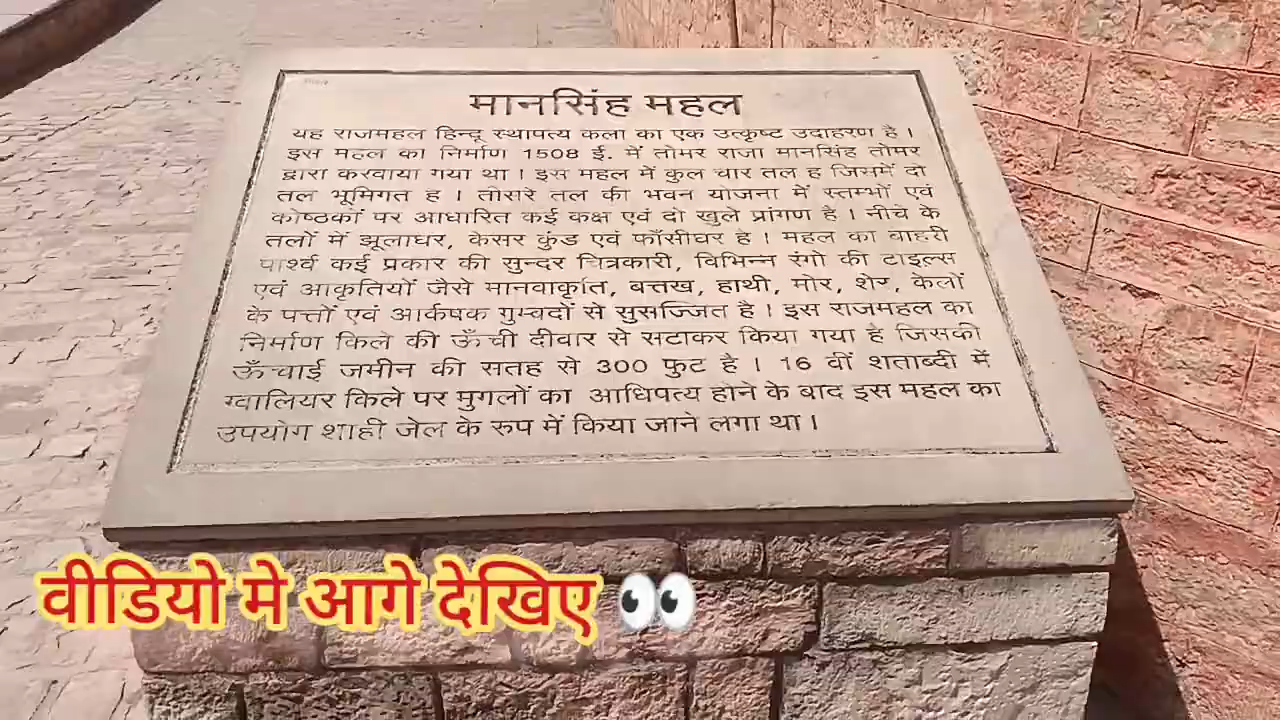 मानसिंह महल
यह राजमहल हिन्दू स्थापत्य कला का एक उत्कृष्ट उदाहरण है।
इस महल का निर्माण 1508 ई. में तोमर राजा मानसिंह तोमर
द्वारा करवाया गया था। इस महल में कुल चार तल ह जिसमें दो
तल भूमिगत ह। तीसरे तल की भवन योजना में स्तम्भों एवं
कोष्ठकों पर आधारित कई कक्ष एवं दो खुले प्रांगण है। नीचे के
तलों में झूलाघर, केसर कुंड एवं फाँसीघर है। महल का बाहरी
पार्श्व कई प्रकार की सुन्दर चित्रकारी, विभिन्न रंगो की टाइल्स
एवं आकृतियों जैसे मानवाकृति, बत्तख, हाथी, मोर, शेर, केलों
के पत्तों एवं आर्कषक गुम्बदों से सुसज्जित है। इस राजमहल का
निर्माण किले की ऊँची दीवार से सटाकर किया गया है जिसकी
ऊँचाई जमीन की सतह से 300 फुट है। 16 वीं शताब्दी में
ग्वालियर किले पर मुगलों का आधिपत्य होने के बाद इस महल का
उपयोग शाही जेल के रुप में किया जाने लगा था।
वीडियो मे आगे देखिए 👀